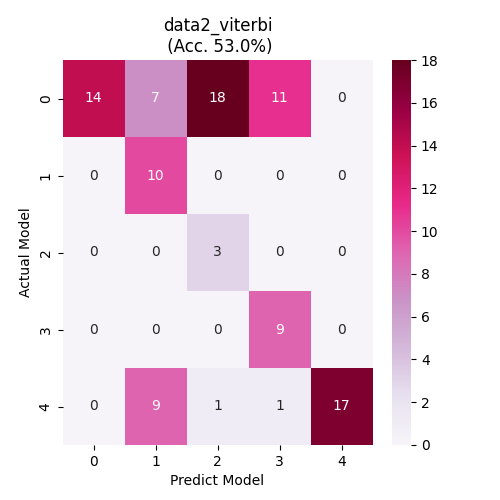 data2_viterbi
(Acc. 53.0%)
0 14 7 18 11 0
1 0 10 0 0 0
2 0 0 3 0 0
3 0 0 0 9 0
4 0 9 1 1 17
0 1 2 3 4
Predict Model
Actual Model
18
16
14
12
10
8
6
4
2
0